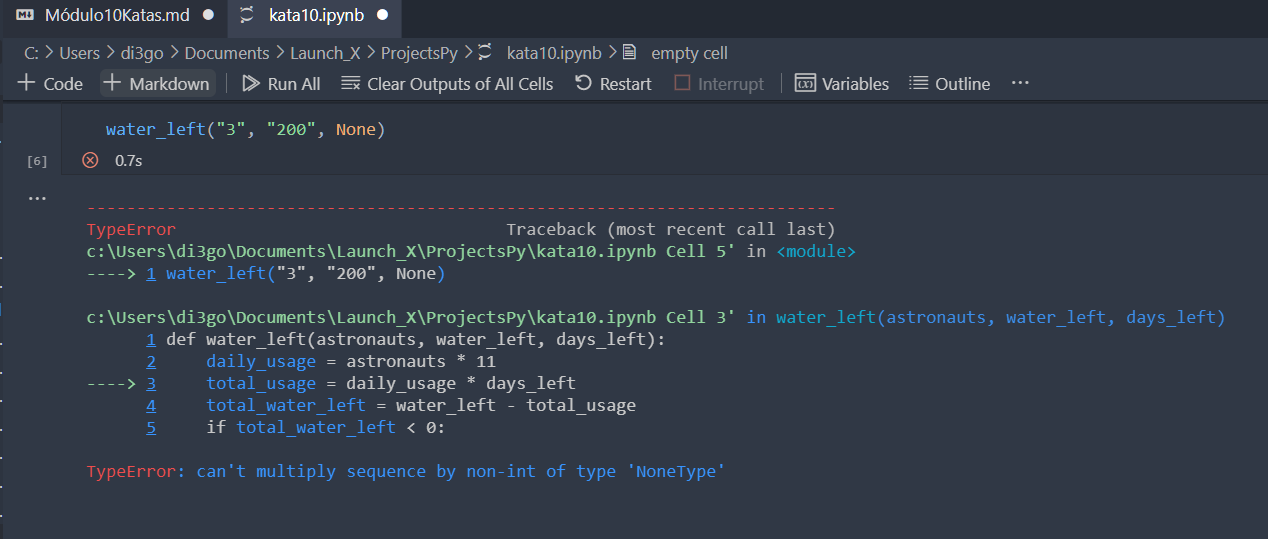 Módulo10Katas.md ● kata10.ipynb ●
C: > Users > di3go > Documents > Launch_X > ProjectsPy > kata10.ipynb > empty cell
+ Code + Markdown | Run All Clear Outputs of All Cells Restart Interrupt | Variables Outline ...
water_left("3", "200", None)
[6] 0.7s
...
---------------------------------------------------------------------------
TypeError                                 Traceback (most recent call last)
c:\Users\di3go\Documents\Launch_X\ProjectsPy\kata10.ipynb Cell 5' in <module>
----> 1 water_left("3", "200", None)
c:\Users\di3go\Documents\Launch_X\ProjectsPy\kata10.ipynb Cell 3' in water_left(astronauts, water_left, days_left)
      1 def water_left(astronauts, water_left, days_left):
      2     daily_usage = astronauts * 11
----> 3     total_usage = daily_usage * days_left
      4     total_water_left = water_left - total_usage
      5     if total_water_left < 0:
TypeError: can't multiply sequence by non-int of type 'NoneType'